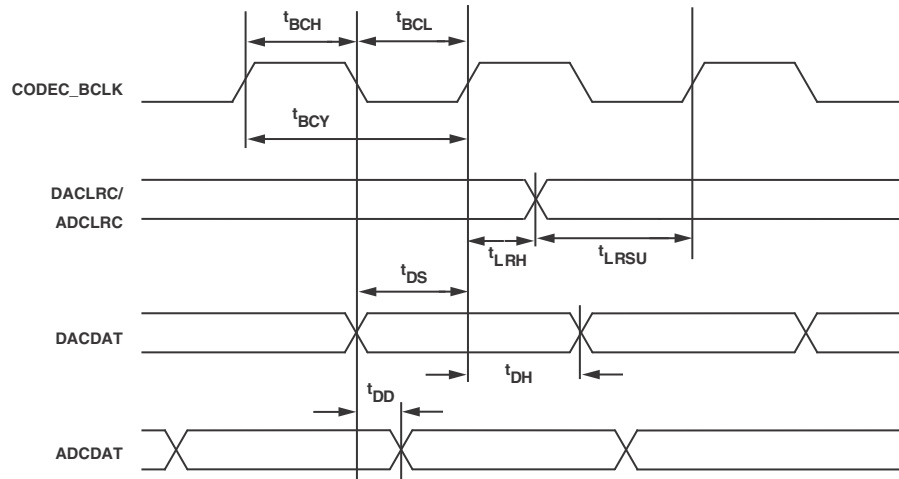 tBCH
tBCL
CODEC_BCLK
tBCY
DACLRC/
ADCLRC
tLRH
tLRSU
tDS
DACDAT
tDH
tDD
ADCDAT